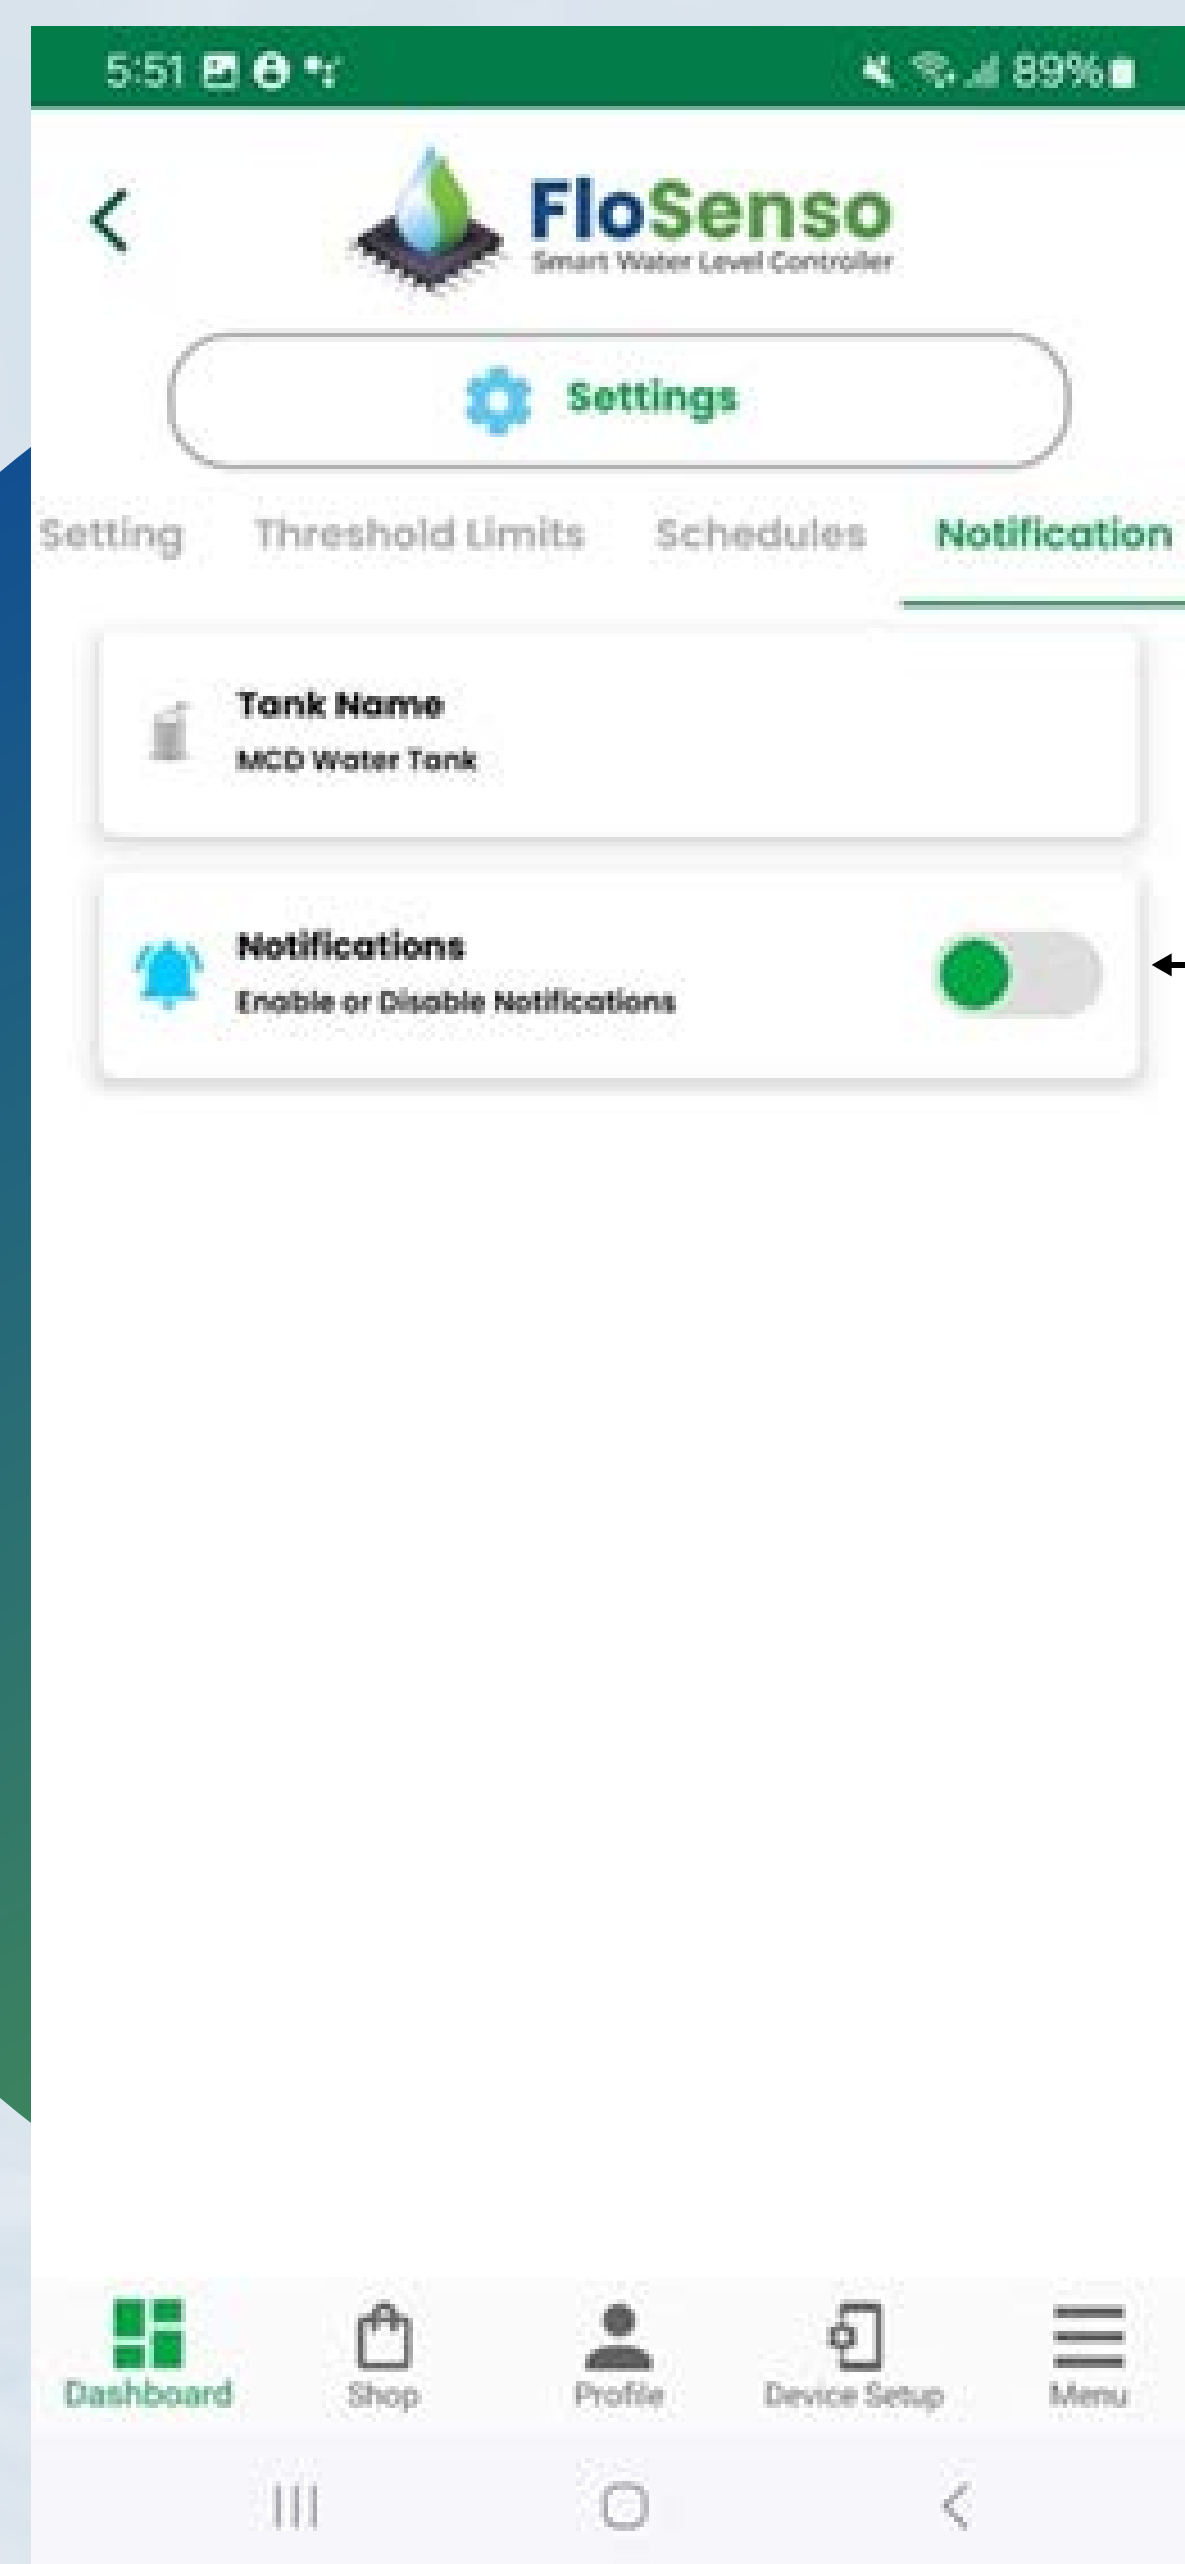 5:51 89%
FloSenso
Smart Water Level Controller
Settings
Setting Threshold Limits Schedules Notification
Tank Name
MCD Water Tank
Notifications
Enable or Disable Notifications
Dashboard Shop Profile Device Setup Menu